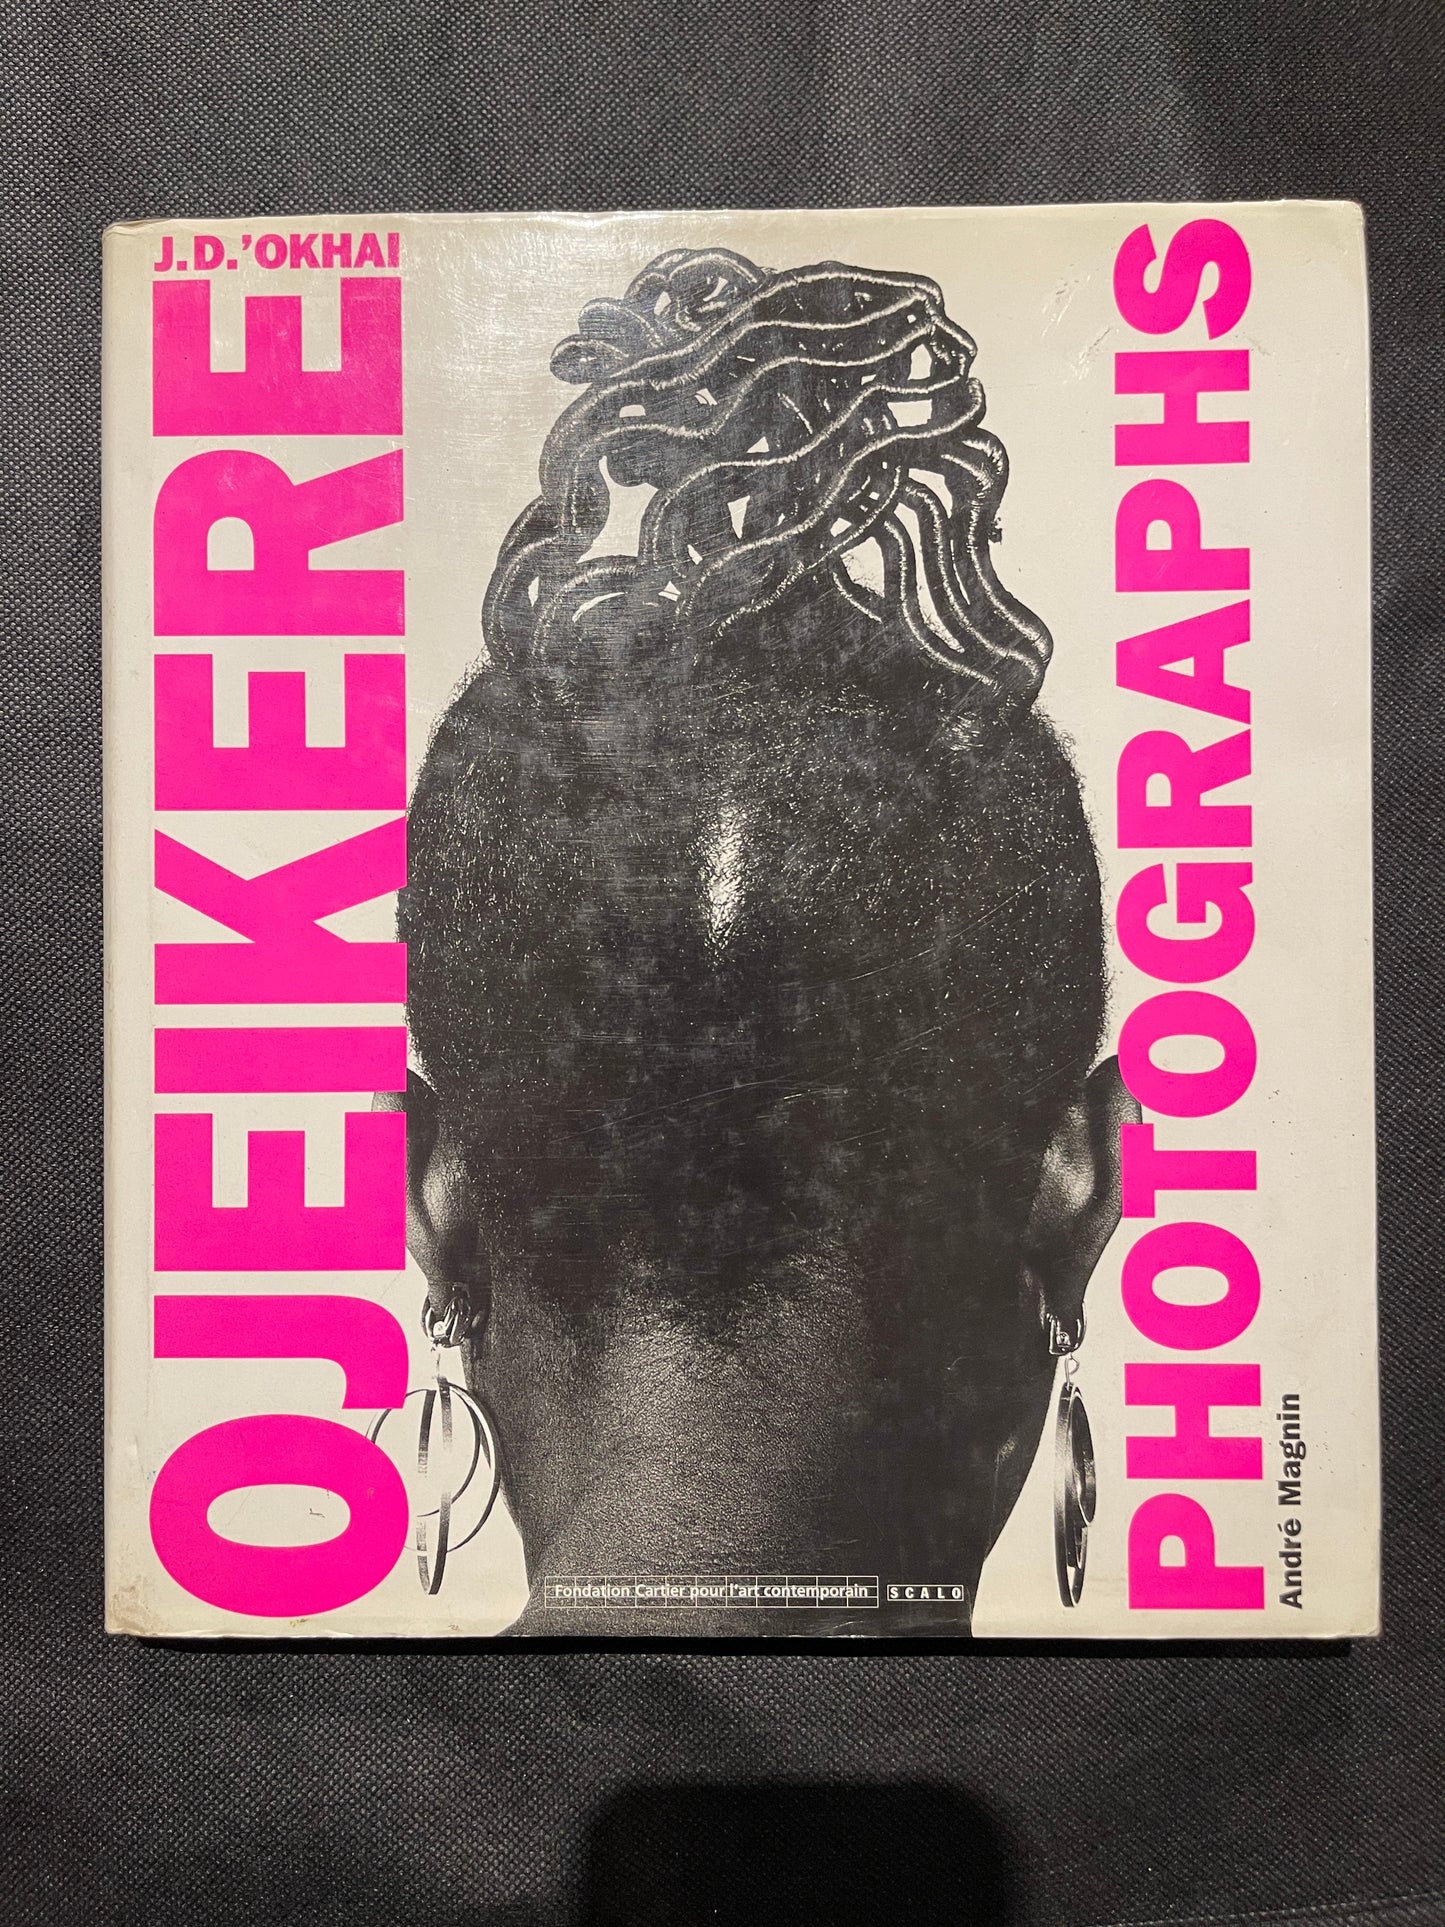 J.D.'OKHAI
OJEIKERE
PHOTOGRAPHS
André Magnin
Fondation Cartier pour l'art contemporain
SCALO